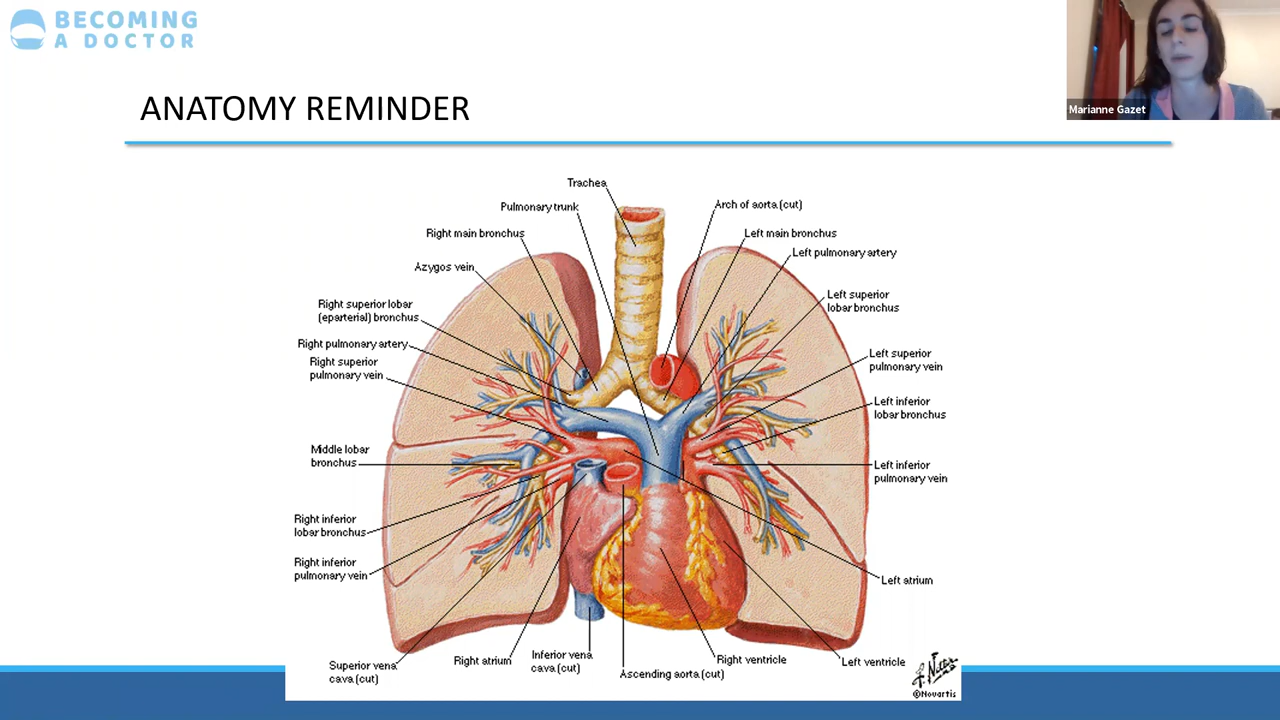 BECOMING
A DOCTOR
Marianne Gazet
ANATOMY REMINDER
Trachea
Pulmonary trunk
Right main bronchus
Azygos vein
Right superior lobar
(eparterial) bronchus
Right pulmonary artery
Right superior
pulmonary vein
Middle lobar
bronchus
Right inferior
lobar bronchus
Right inferior
pulmonary vein
Superior vena
cava (cut)
Right atrium
Inferior vena
cava (cut)
Ascending aorta (cut)
Right ventricle
Left ventricle
Left atrium
Left inferior
pulmonary vein
Left inferior
lobar bronchus
Left superior
pulmonary vein
Left superior
lobar bronchus
Left pulmonary artery
Left main bronchus
Arch of aorta (cut)
©Novartis